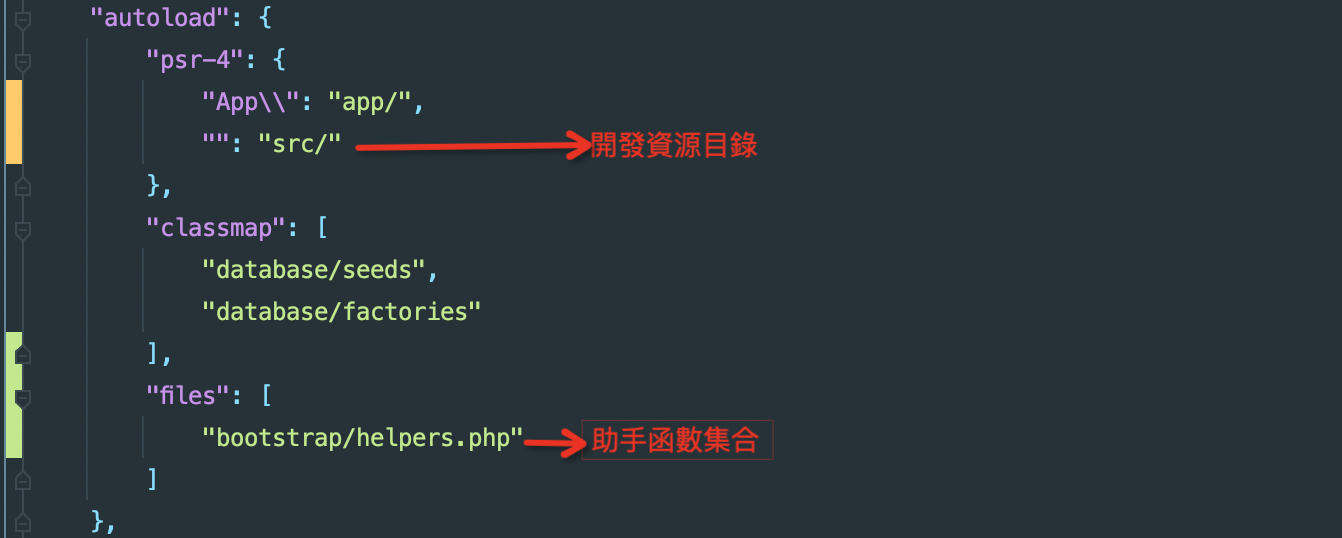 "autoload": {
"psr-4": {
"App\\": "app/",
"": "src/" 開發資源目錄
},
"classmap": [
"database/seeds",
"database/factories"
],
"files": [
"bootstrap/helpers.php" 助手函數集合
]
},